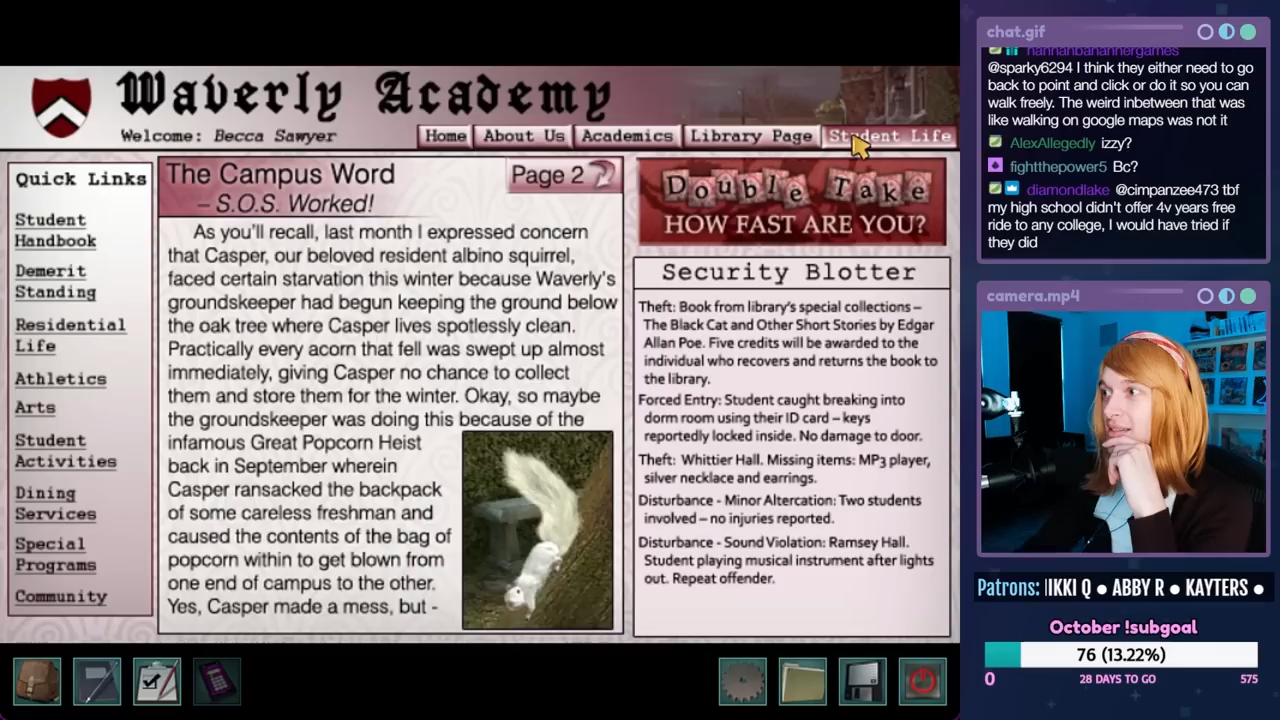 Waverly Academy
Welcome: Becca Sawyer
Home
About Us
Academics
Library Page
Student Life
Quick Links
Student
Handbook
Demerit
Standing
Residential
Life
Athletics
Arts
Student
Activities
Dining
Services
Special
Programs
Community
The Campus Word
– S.O.S. Worked!
Page 2
As you'll recall, last month I expressed concern
that Casper, our beloved resident albino squirrel,
faced certain starvation this winter because Waverly's
groundskeeper had begun keeping the ground below
the oak tree where Casper lives spotlessly clean.
Practically every acorn that fell was swept up almost
immediately, giving Casper no chance to collect
them and store them for the winter. Okay, so maybe
the groundskeeper was doing this because of the
infamous Great Popcorn Heist
back in September wherein
Casper ransacked the backpack
of some careless freshman and
caused the contents of the bag of
popcorn within to get blown from
one end of campus to the other.
Yes, Casper made a mess, but -
Double Take
HOW FAST ARE YOU?
Security Blotter
Theft: Book from library's special collections –
The Black Cat and Other Short Stories by Edgar
Allan Poe. Five credits will be awarded to the
individual who recovers and returns the book to
the library.
Forced Entry: Student caught breaking into
dorm room using their ID card – keys
reportedly locked inside. No damage to door.
Theft: Whittier Hall. Missing items: MP3 player,
silver necklace and earrings.
Disturbance - Minor Altercation: Two students
involved – no injuries reported.
Disturbance - Sound Violation: Ramsey Hall.
Student playing musical instrument after lights
out. Repeat offender.
chat.gif
@sparky6294 I think they either need to go
back to point and click or do it so you can
walk freely. The weird inbetween that was
like walking on google maps was not it
AlexAllegedly izzy?
fightthepower5 Bc?
diamondlake @cimpanzee473 tbf
my high school didn't offer 4v years free
ride to any college, I would have tried if
they did
camera.mp4
Patrons: IKKI Q ● ABBY R ● KAYTERS ●
October !subgoal
76 (13.22%)
0
28 DAYS TO GO
575